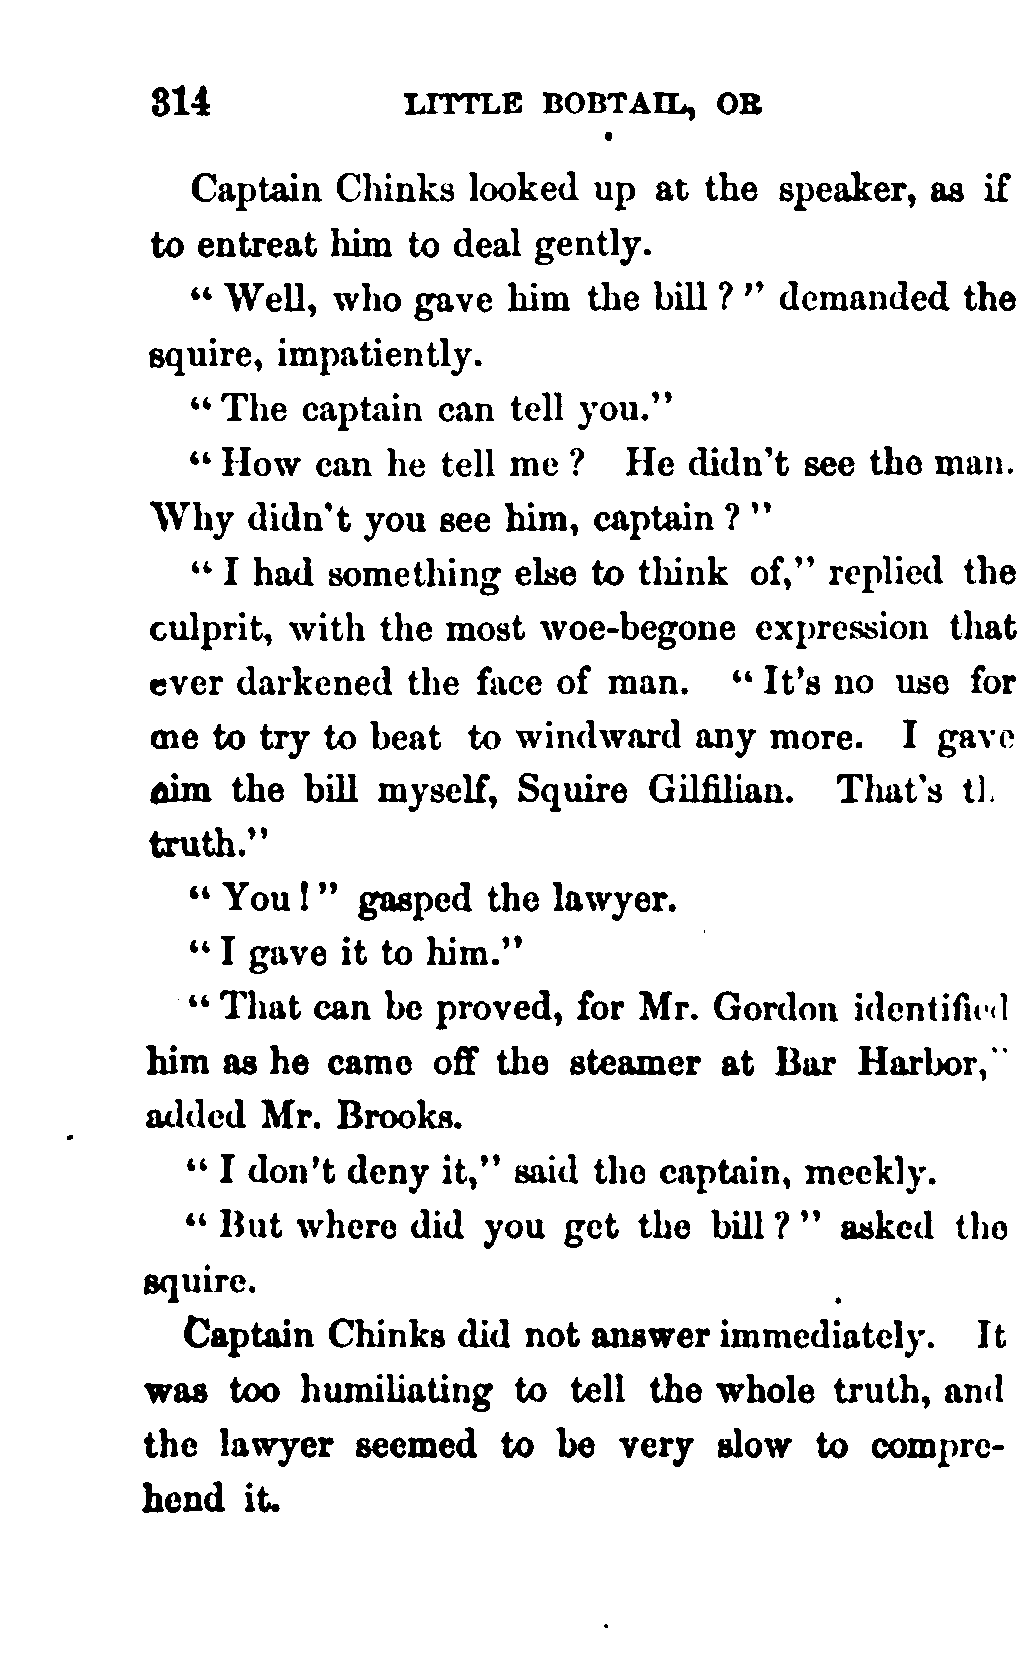 314 LITTLE BOBTAIL, OR
Captain Chinks looked up at the speaker, as if
to entreat him to deal gently.
“ Well, who gave him the bill ? ” demanded the
squire, impatiently.
“ The captain can tell you.”
“ How can he tell me ? He didn’t see the man.
Why didn’t you see him, captain ? ”
“ I had something else to think of,” replied the
culprit, with the most woe-begone expression that
ever darkened the face of man. “ It’s no use for
me to try to beat to windward any more. I gave
him the bill myself, Squire Gilfilian. That’s
truth.”
“ You ! ” gasped the lawyer.
“ I gave it to him.”
“ That can be proved, for Mr. Gordon identified
him as he came off the steamer at Bar Harbor,”
added Mr. Brooks.
“ I don’t deny it,” said the captain, meekly.
“ But where did you get the bill ? ” asked the
squire.
Captain Chinks did not answer immediately. It
was too humiliating to tell the whole truth, and
the lawyer seemed to be very slow to compre-
hend it.